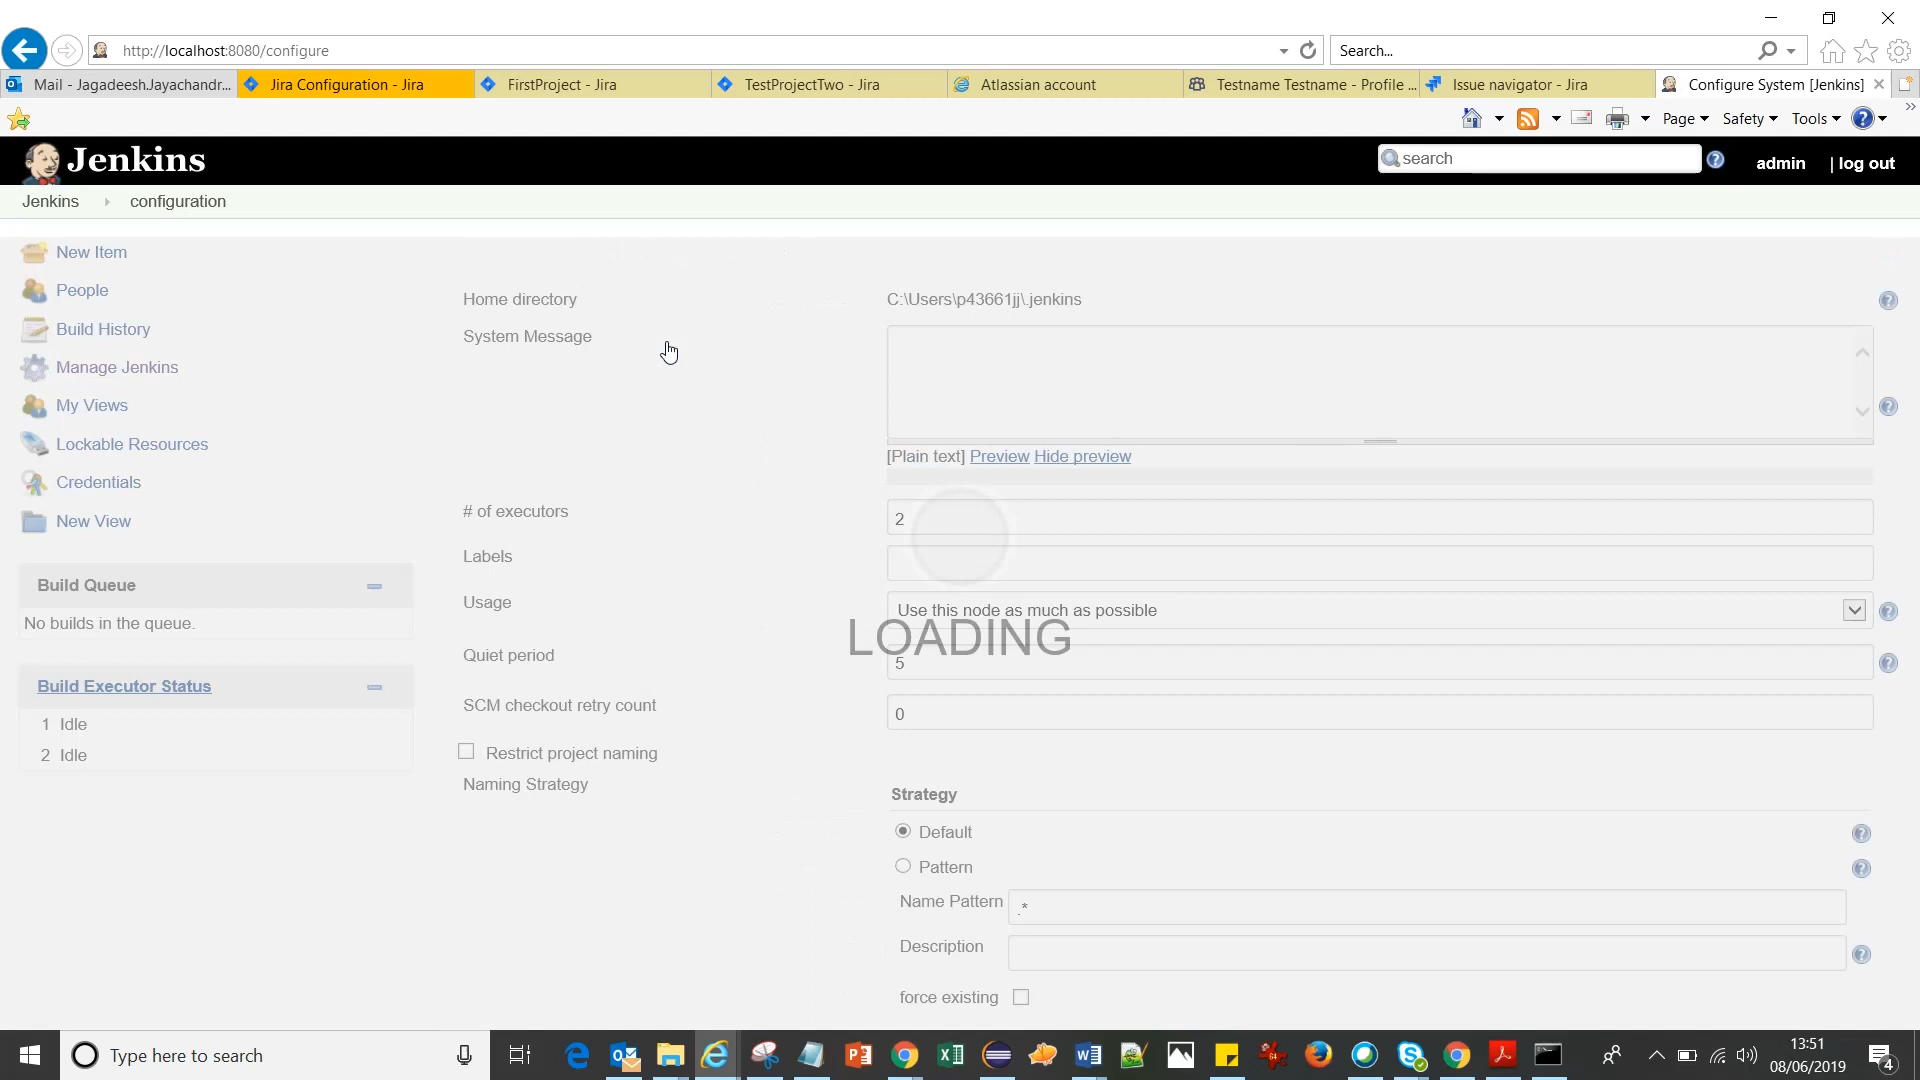 http://localhost:8080/configure
Search...
Mail - Jagadeesh.Jayachandr...
Jira Configuration - Jira
FirstProject - Jira
TestProjectTwo - Jira
Atlassian account
Testname Testname - Profile ...
Issue navigator - Jira
Configure System [Jenkins]
Page
Safety
Tools
Jenkins
search
admin
| log out
Jenkins
configuration
New Item
People
Build History
Manage Jenkins
My Views
Lockable Resources
Credentials
New View
Build Queue
No builds in the queue.
Build Executor Status
1 Idle
2 Idle
Home directory
C:\Users\p43661jj\.jenkins
System Message
[Plain text] Preview Hide preview
# of executors
2
Labels
Usage
Use this node as much as possible
LOADING
Quiet period
5
SCM checkout retry count
0
Restrict project naming
Naming Strategy
Strategy
Default
Pattern
Name Pattern
.*
Description
force existing
Type here to search
13:51
08/06/2019
4